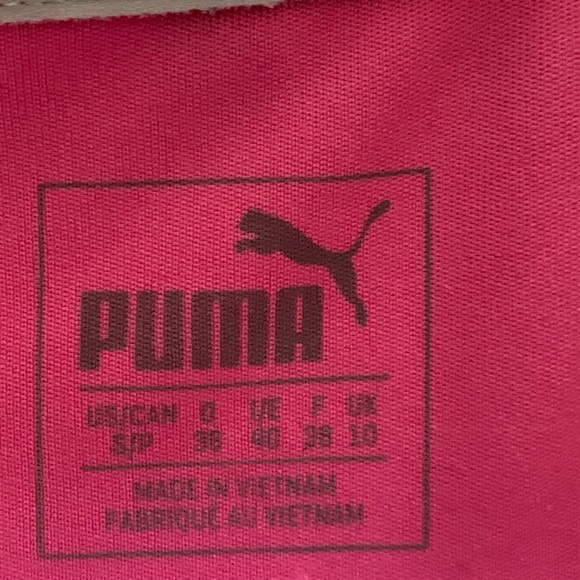 PUMA
US/CAN D I/E F UK
S/P 36 40 38 10
MADE IN VIETNAM
FABRIQUÉ AU VIETNAM